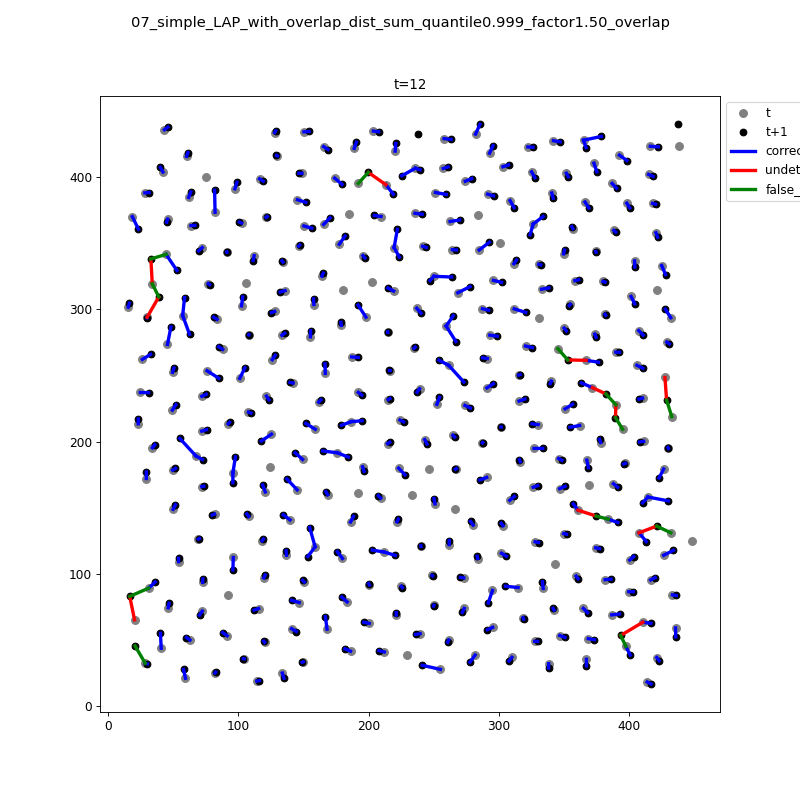 07_simple_LAP_with_overlap_dist_sum_quantile0.999_factor1.50_overlap
t=12
t
t+1
correc
undet
false_
400
300
200
100
0
0 100 200 300 400